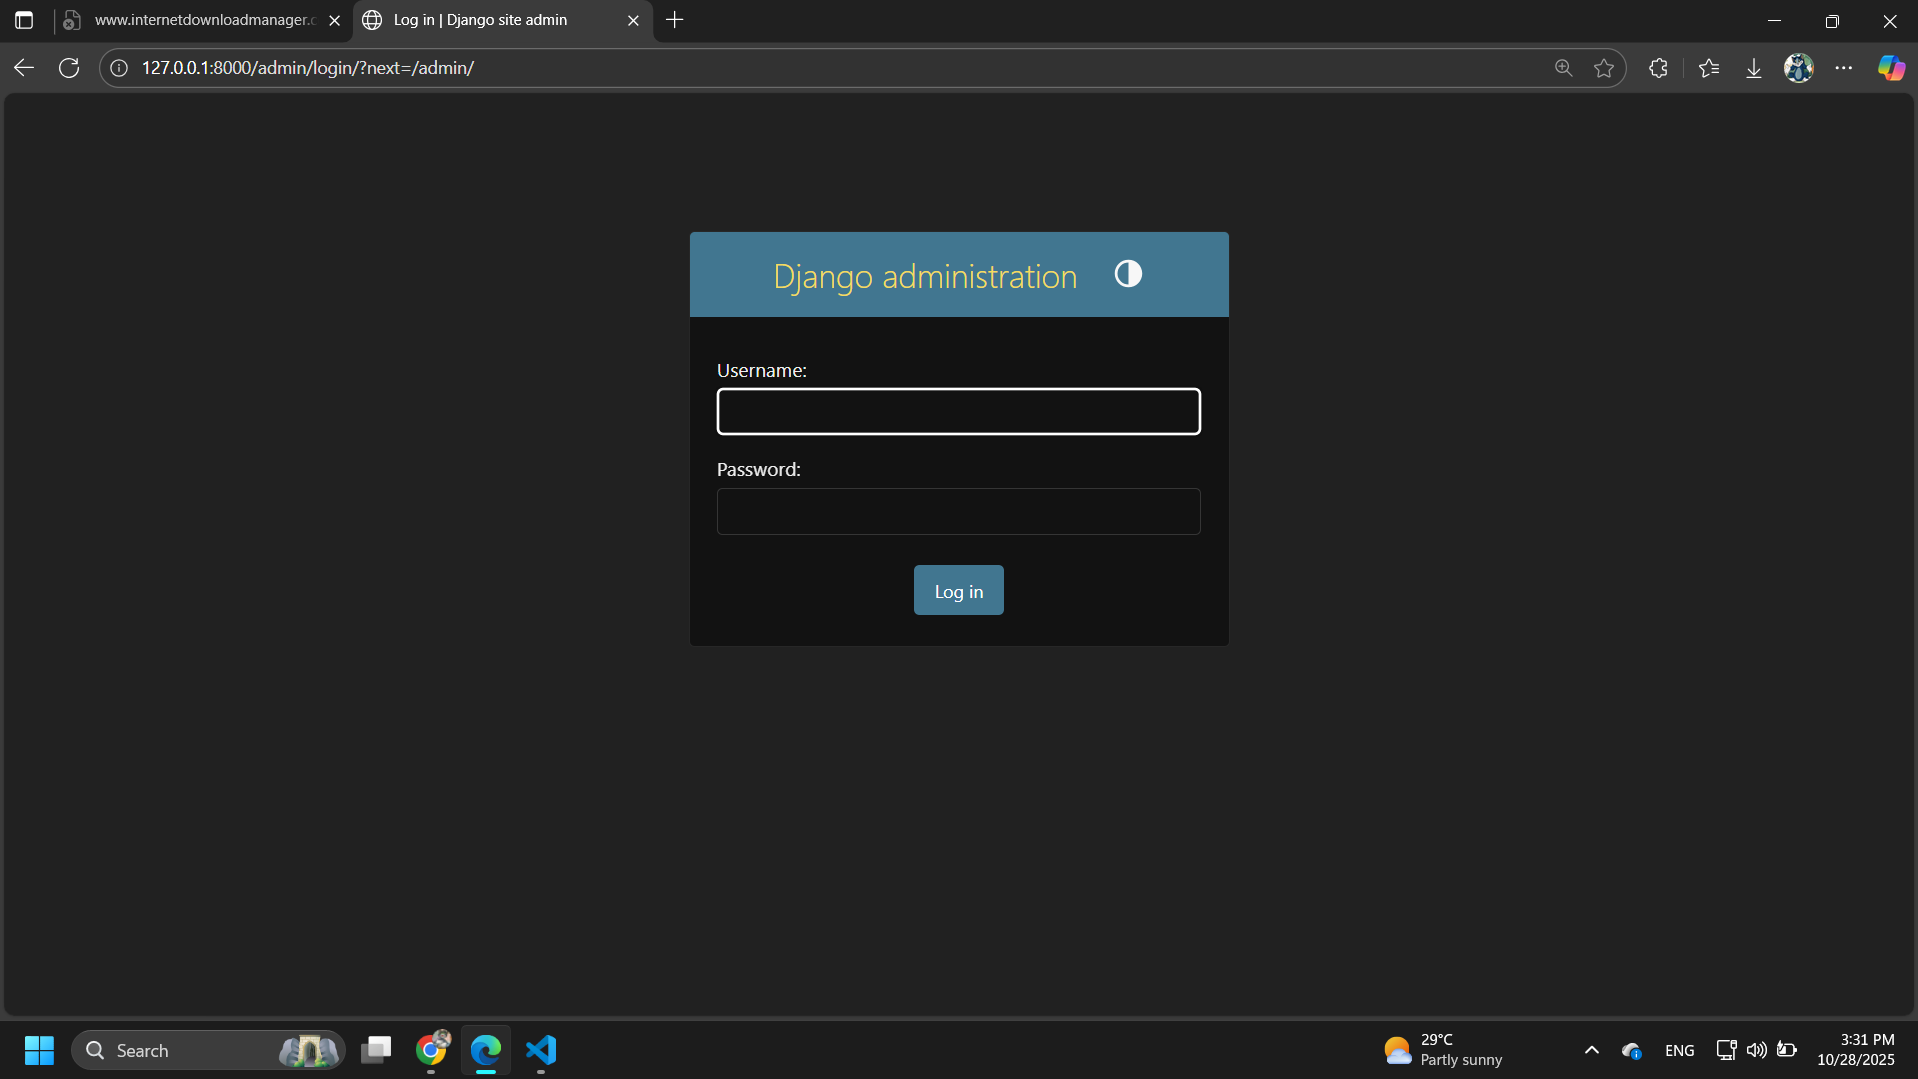 www.internetdownloadmanager.c
Log in | Django site admin
127.0.0.1:8000/admin/login/?next=/admin/
Django administration
Username:
Password:
Log in
Search
29°C
Partly sunny
ENG
3:31 PM
10/28/2025